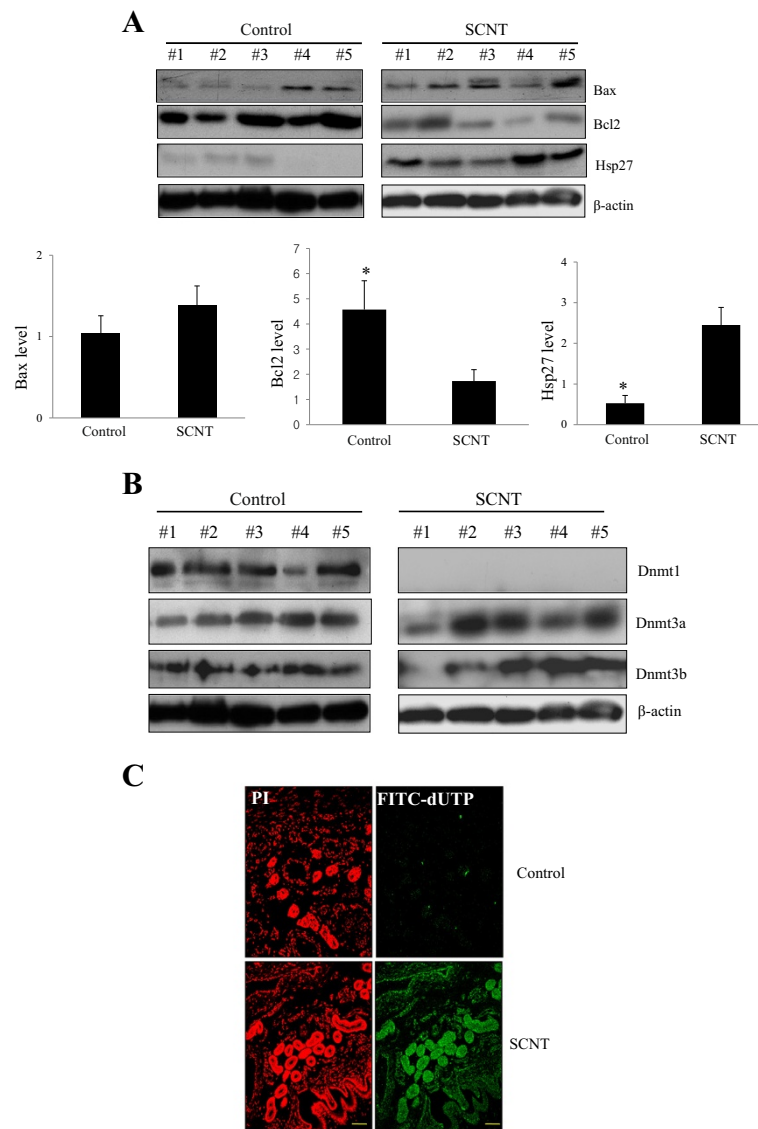 A
Control SCNT
#1 #2 #3 #4 #5 #1 #2 #3 #4 #5
Bax
Bcl2
Hsp27
β-actin
Bax level
2
1
0
Control SCNT
Bcl2 level
7
6
5
4
3
2
1
0
*
Control SCNT
Hsp27 level
4
3
2
1
0
*
Control SCNT
B
Control SCNT
#1 #2 #3 #4 #5 #1 #2 #3 #4 #5
Dnmt1
Dnmt3a
Dnmt3b
β-actin
C
PI FITC-dUTP
Control
SCNT